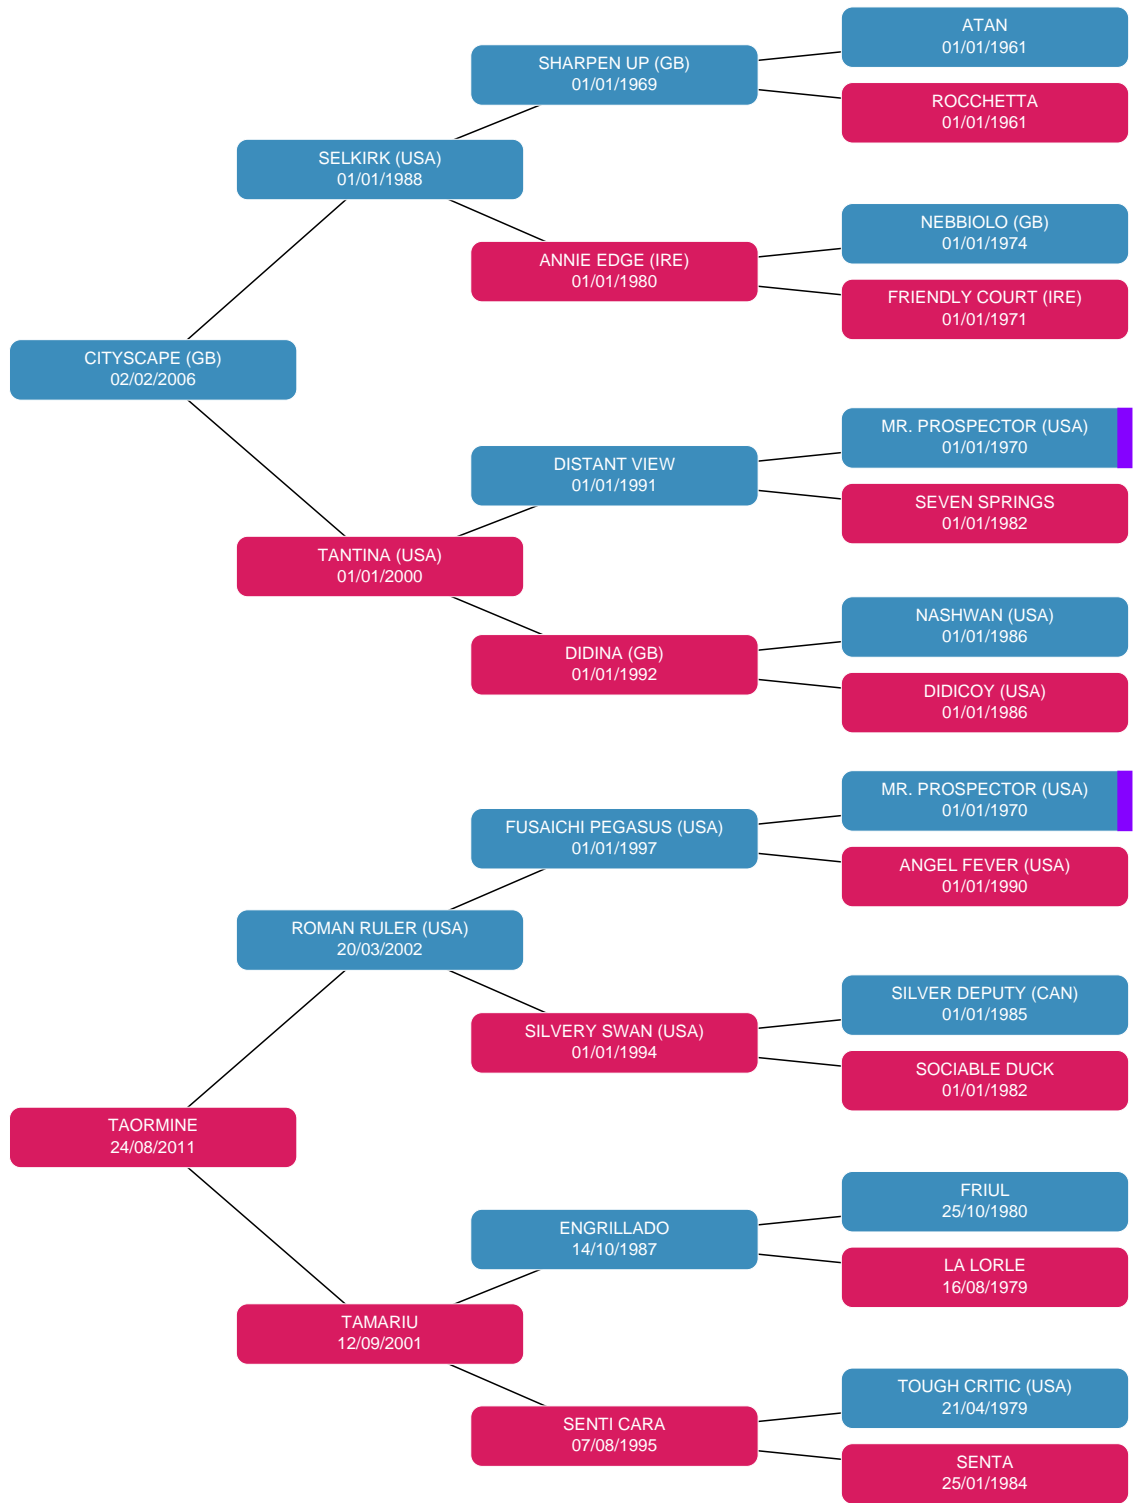 ATAN
01/01/1961
SHARPEN UP (GB)
01/01/1969
ROCCHETTA
01/01/1961
SELKIRK (USA)
01/01/1988
NEBBIOLO (GB)
01/01/1974
ANNIE EDGE (IRE)
01/01/1980
FRIENDLY COURT (IRE)
01/01/1971
CITYSCAPE (GB)
02/02/2006
MR. PROSPECTOR (USA)
01/01/1970
DISTANT VIEW
01/01/1991
SEVEN SPRINGS
01/01/1982
TANTINA (USA)
01/01/2000
NASHWAN (USA)
01/01/1986
DIDINA (GB)
01/01/1992
DIDICOY (USA)
01/01/1986
MR. PROSPECTOR (USA)
01/01/1970
FUSAICHI PEGASUS (USA)
01/01/1997
ANGEL FEVER (USA)
01/01/1990
ROMAN RULER (USA)
20/03/2002
SILVER DEPUTY (CAN)
01/01/1985
SILVERY SWAN (USA)
01/01/1994
SOCIABLE DUCK
01/01/1982
TAORMINE
24/08/2011
FRIUL
25/10/1980
ENGRILLADO
14/10/1987
LA LORLE
16/08/1979
TAMARIU
12/09/2001
TOUGH CRITIC (USA)
21/04/1979
SENTI CARA
07/08/1995
SENTA
25/01/1984